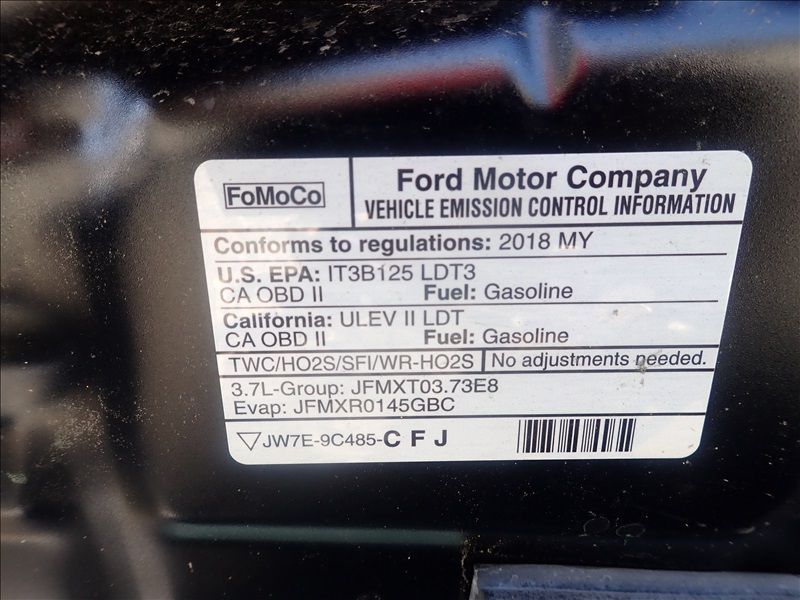 FoMoCo
Ford Motor Company
VEHICLE EMISSION CONTROL INFORMATION
Conforms to regulations: 2018 MY
U.S. EPA: IT3B125 LDT3
CA OBD II Fuel: Gasoline
California: ULEV II LDT
CA OBD II Fuel: Gasoline
TWC/HO2S/SFI/WR-HO2S No adjustments needed.
3.7L-Group: JFMXT03.73E8
Evap: JFMXR0145GBC
JW7E-9C485-C F J